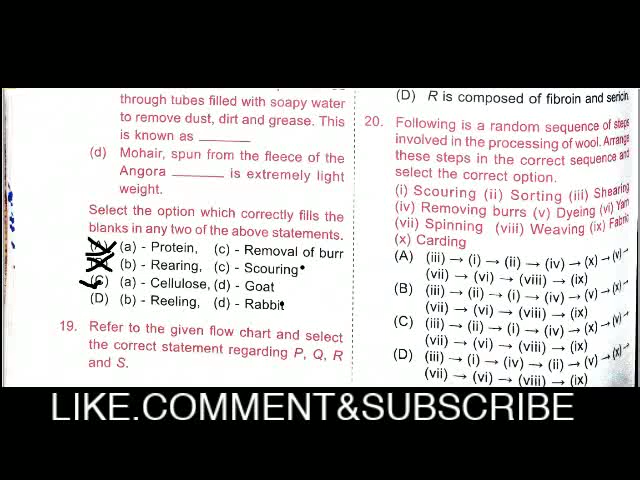 through tubes filled with soapy water
to remove dust, dirt and grease. This
is known as ________
(d) Mohair, spun from the fleece of the
Angora ________ is extremely light
weight.
Select the option which correctly fills the
blanks in any two of the above statements.
(a) - Protein, (c) - Removal of burr
(b) - Rearing, (c) - Scouring
(C) (a) - Cellulose, (d) - Goat
(D) (b) - Reeling, (d) - Rabbit
19. Refer to the given flow chart and select
the correct statement regarding P, Q, R
and S.
(D) R is composed of fibroin and sericin
20. Following is a random sequence of steps
involved in the processing of wool. Arrange
these steps in the correct sequence and
select the correct option.
(i) Scouring (ii) Sorting (iii) Shearing
(iv) Removing burrs (v) Dyeing (vi) Yarn
(vii) Spinning (viii) Weaving (ix) Fabric
(x) Carding
(A) (iii) → (i) → (ii) → (iv) → (x) → (v) →
(vii) → (vi) → (viii) → (ix)
(B) (iii) → (ii) → (i) → (iv) → (v) → (x) →
(vii) → (vi) → (viii) → (ix)
(C) (iii) → (ii) → (i) → (iv) → (x) → (v) →
(vii) → (vi) → (viii) → (ix)
(D) (iii) → (i) → (iv) → (ii) → (v) → (x) →
(vii) → (vi) → (viii) → (ix)
LIKE.COMMENT&SUBSCRIBE